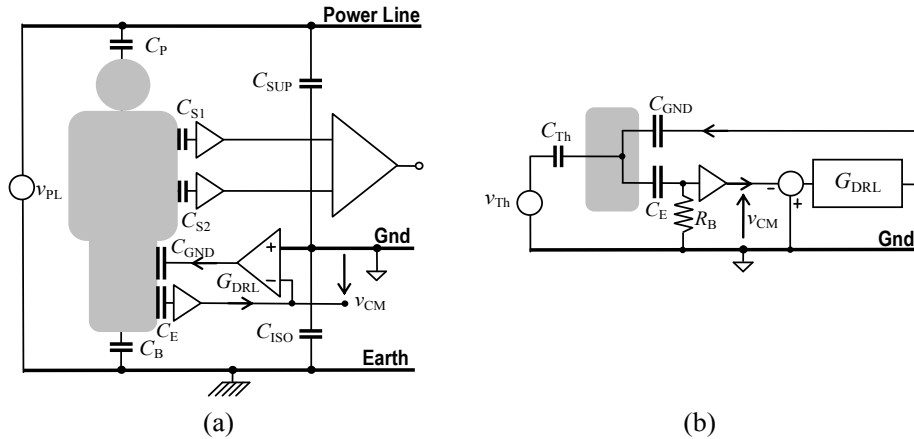 Power Line
C_P
C_SUP
C_S1
v_PL
C_S2
Gnd
C_GND
+
G_DRL
−
v_CM
C_E
C_ISO
C_B
Earth
(a)
C_GND
C_Th
v_Th
C_E
R_B
v_CM
-
+
G_DRL
Gnd
(b)